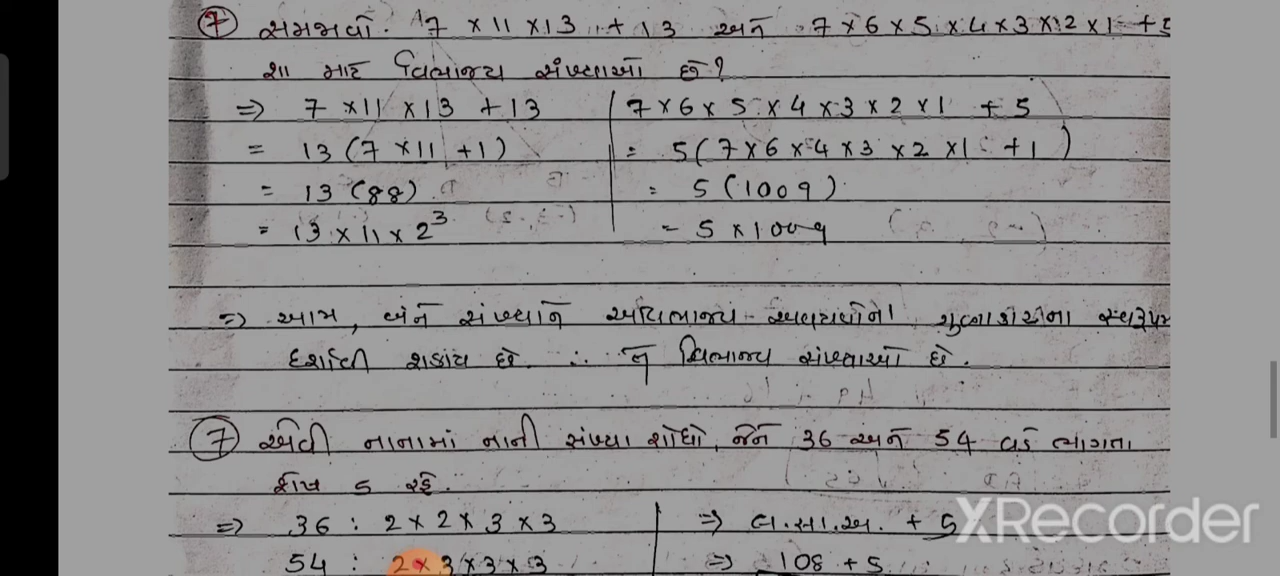 ⑦ સમજાવો. 7 × 11 × 13 + 13 અને 7 × 6 × 5 × 4 × 3 × 2 × 1 + 5
શા માટે વિભાજ્ય સંખ્યાઓ છે?
⇒ 7 × 11 × 13 + 13 | 7 × 6 × 5 × 4 × 3 × 2 × 1 + 5
= 13 (7 × 11 + 1) = 5 (7 × 6 × 4 × 3 × 2 × 1 + 1)
= 13 (88) = 5 (1009)
= 13 × 11 × 2³ = 5 × 1009
⇒ આમ, બંને સંખ્યાને અવિભાજ્ય અવયવોના ગુણાકારના સ્વરૂપે
દર્શાવી શકાય છે. ∴ તે વિભાજ્ય સંખ્યાઓ છે.
⑦ એવી નાનામાં નાની સંખ્યા શોધો, જેને 36 અને 54 વડે ભાગતા
શેષ 5 રહે.
⇒ 36 : 2 × 2 × 3 × 3 | ⇒ લ.સા.અ. + 5
54 : 2 × 3 × 3 × 3 ⇒ 108 + 5
XRecorder